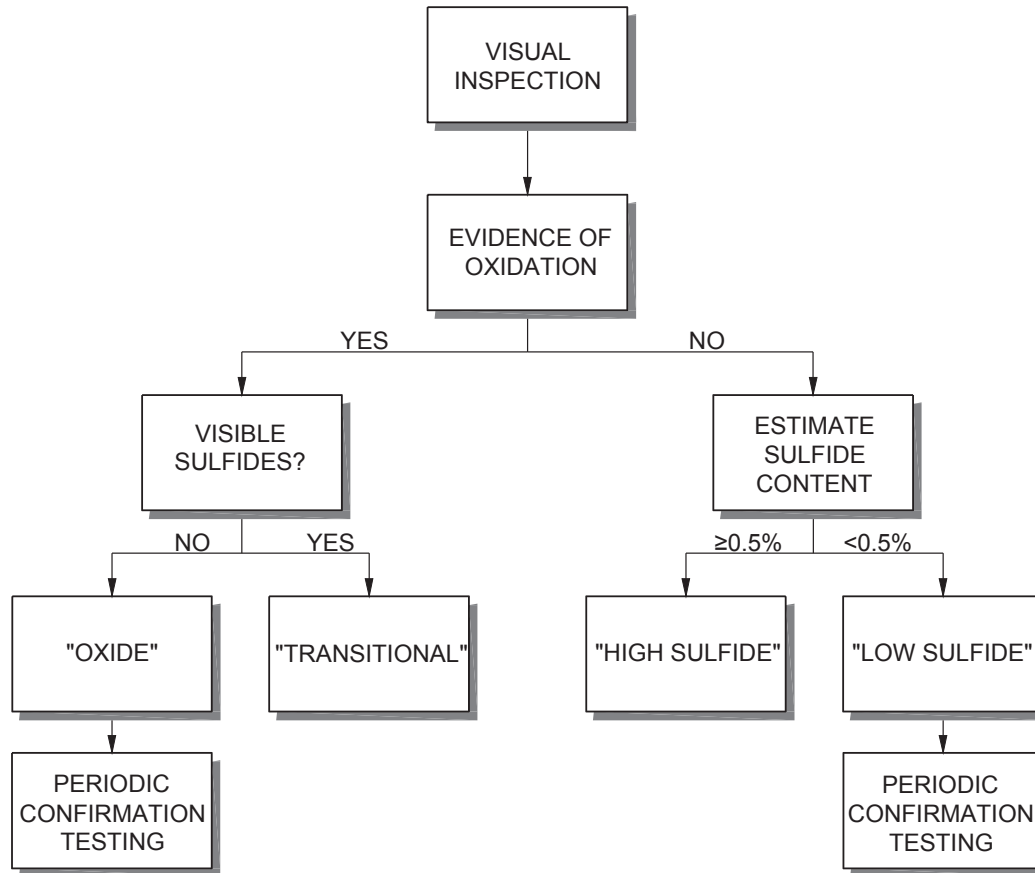 VISUAL
INSPECTION
EVIDENCE OF
OXIDATION
YES
NO
VISIBLE
SULFIDES?
ESTIMATE
SULFIDE
CONTENT
NO
YES
≥0.5%
<0.5%
"OXIDE"
"TRANSITIONAL"
"HIGH SULFIDE"
"LOW SULFIDE"
PERIODIC
CONFIRMATION
TESTING
PERIODIC
CONFIRMATION
TESTING